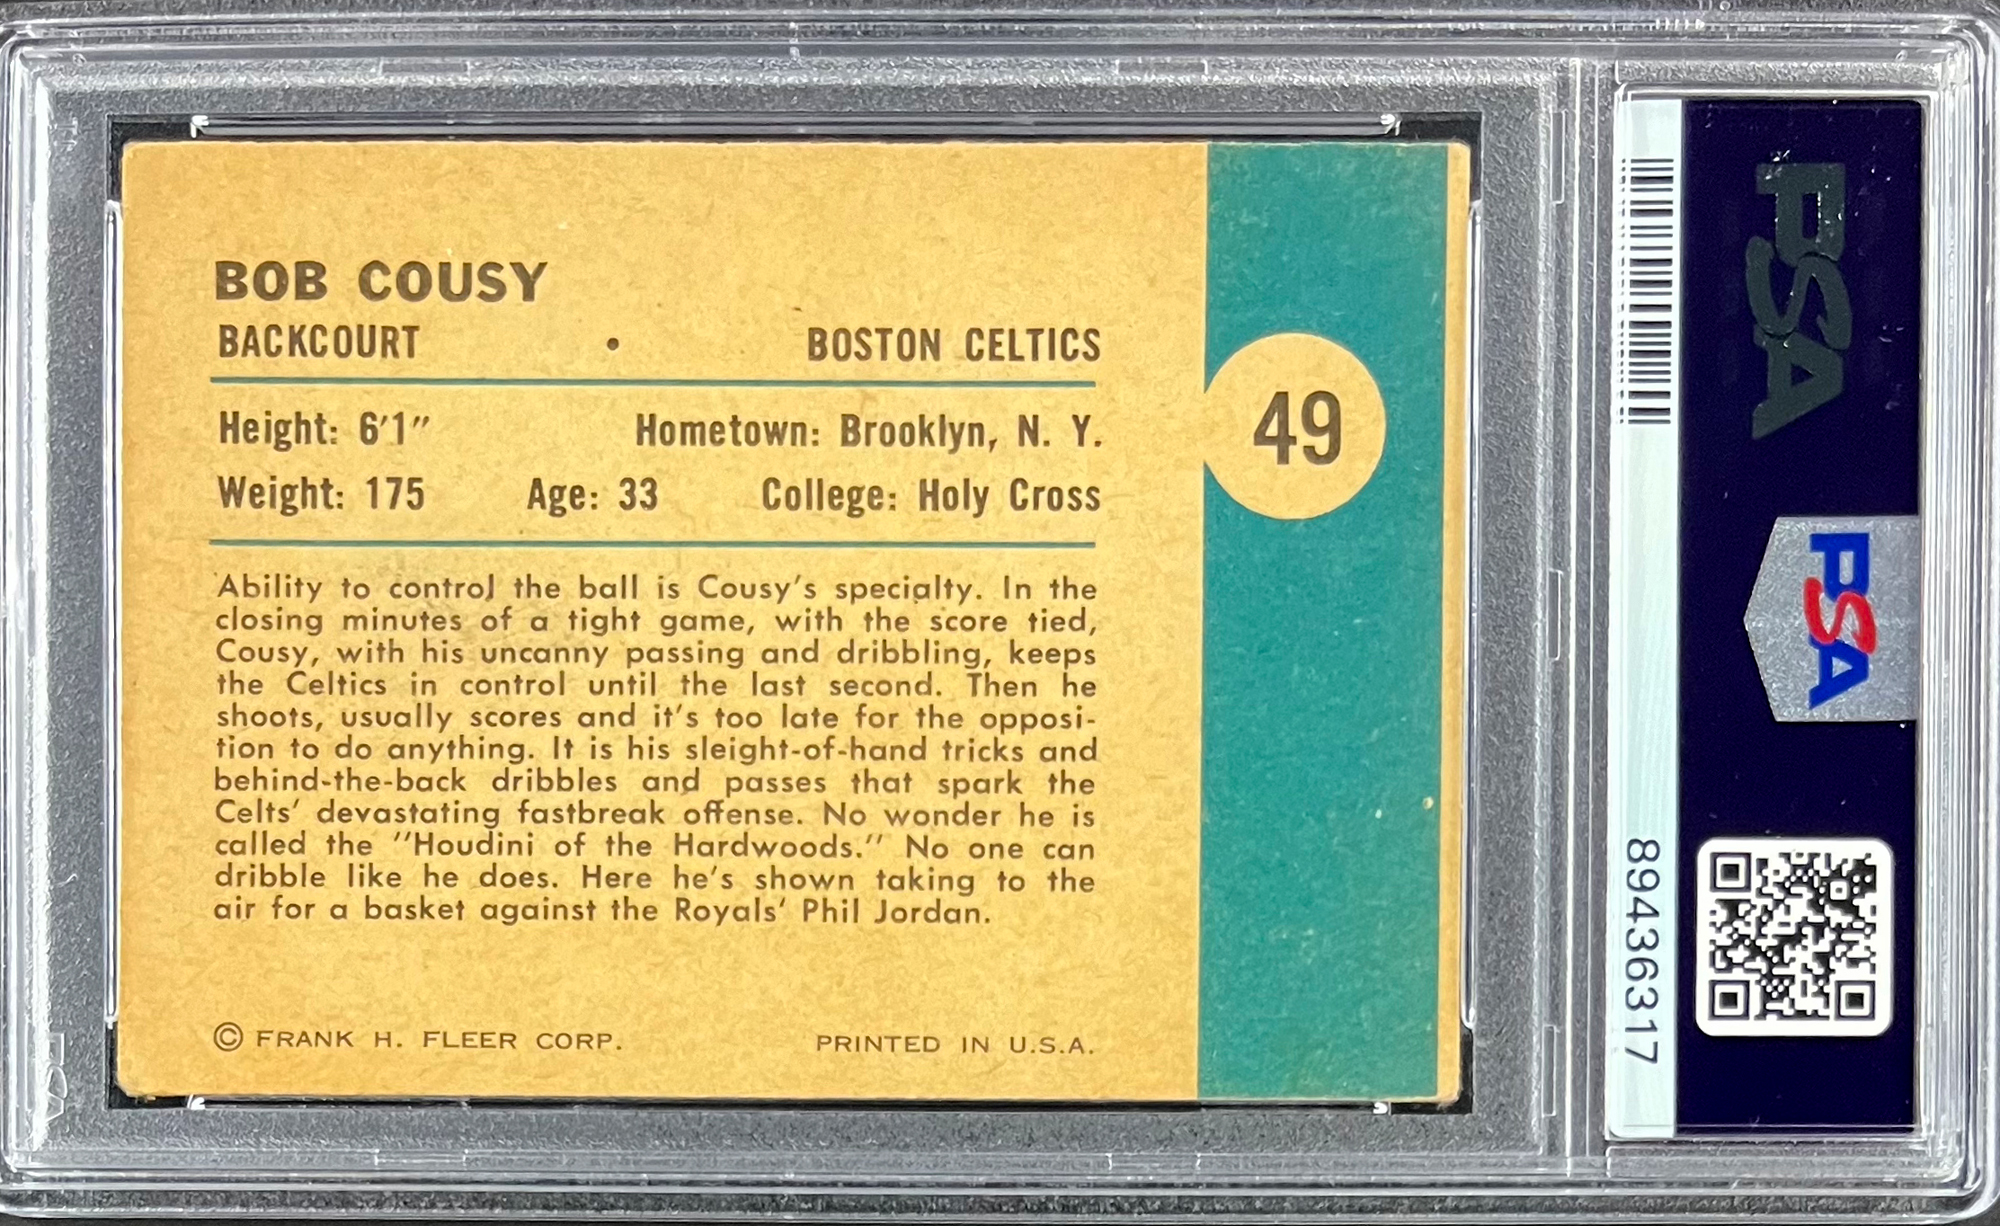 BOB COUSY
BACKCOURT • BOSTON CELTICS
Height: 6'1" Hometown: Brooklyn, N. Y.
Weight: 175 Age: 33 College: Holy Cross
49
Ability to control the ball is Cousy's specialty. In the
closing minutes of a tight game, with the score tied,
Cousy, with his uncanny passing and dribbling, keeps
the Celtics in control until the last second. Then he
shoots, usually scores and it's too late for the opposi-
tion to do anything. It is his sleight-of-hand tricks and
behind-the-back dribbles and passes that spark the
Celts' devastating fastbreak offense. No wonder he is
called the "Houdini of the Hardwoods." No one can
dribble like he does. Here he's shown taking to the
air for a basket against the Royals' Phil Jordan.
© FRANK H. FLEER CORP. PRINTED IN U.S.A.
89436317
PSA
PSA
PSA